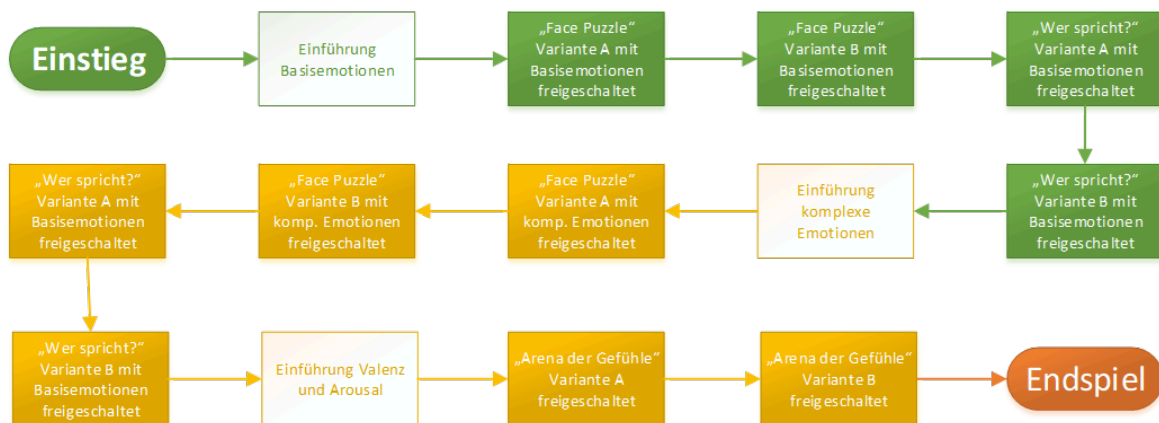 Einstieg
Einführung
Basisemotionen
„Face Puzzle“
Variante A mit
Basisemotionen
freigeschaltet
„Face Puzzle“
Variante B mit
Basisemotionen
freigeschaltet
„Wer spricht?“
Variante A mit
Basisemotionen
freigeschaltet
„Wer spricht?“
Variante B mit
Basisemotionen
freigeschaltet
Einführung
komplexe
Emotionen
„Face Puzzle“
Variante A mit
komp. Emotionen
freigeschaltet
„Face Puzzle“
Variante B mit
komp. Emotionen
freigeschaltet
„Wer spricht?“
Variante A mit
Basisemotionen
freigeschaltet
„Wer spricht?“
Variante B mit
Basisemotionen
freigeschaltet
Einführung Valenz
und Arousal
„Arena der Gefühle“
Variante A
freigeschaltet
„Arena der Gefühle“
Variante B
freigeschaltet
Endspiel